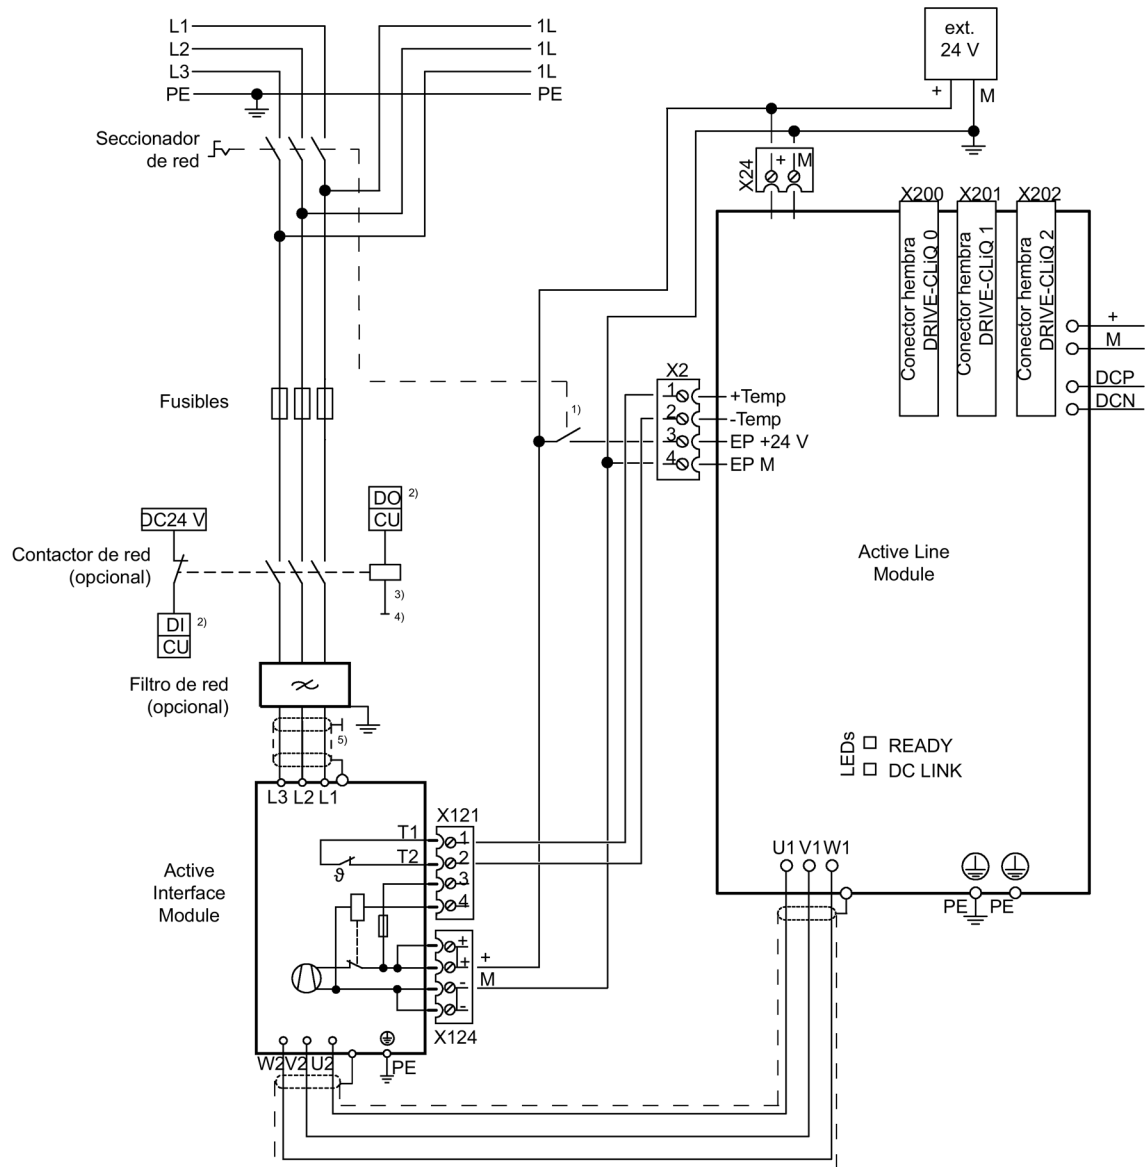 L1
1L
L2
1L
L3
1L
PE
PE
ext.
24 V
+
M
Seccionador
de red
X24
+
M
X200
X201
X202
Conector hembra
DRIVE-CLiQ 0
Conector hembra
DRIVE-CLiQ 1
Conector hembra
DRIVE-CLiQ 2
+
M
DCP
DCN
X2
1
+Temp
2
-Temp
3
EP +24 V
4
EP M
1)
Fusibles
DO
2)
CU
DC24 V
Contactor de red
(opcional)
3)
4)
DI
2)
CU
Active Line
Module
Filtro de red
(opcional)
5)
LEDs
READY
DC LINK
L3 L2 L1
X121
T1
1
T2
2
3
4
ϑ
Active
Interface
Module
+
+
-
-
+
M
X124
U1 V1 W1
PE
PE
W2 V2 U2
PE